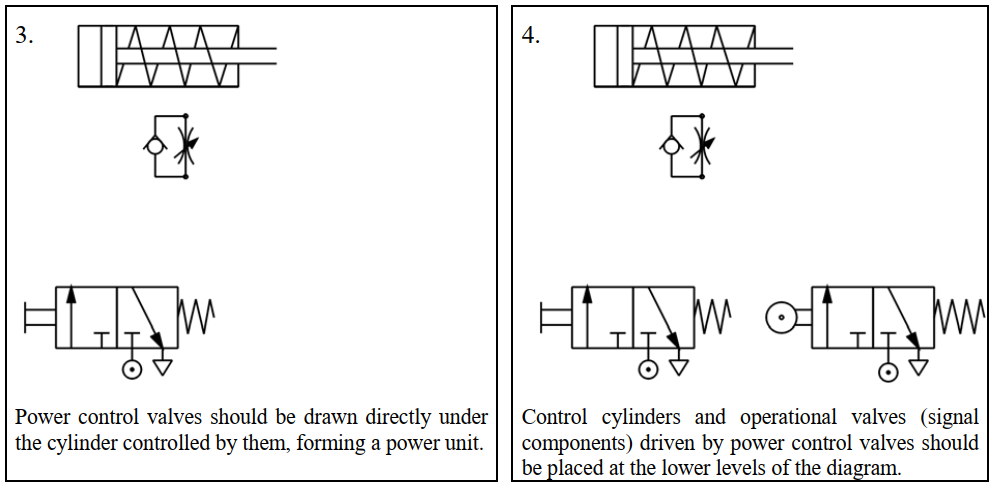 3.
Power control valves should be drawn directly under
the cylinder controlled by them, forming a power unit.
4.
Control cylinders and operational valves (signal
components) driven by power control valves should
be placed at the lower levels of the diagram.